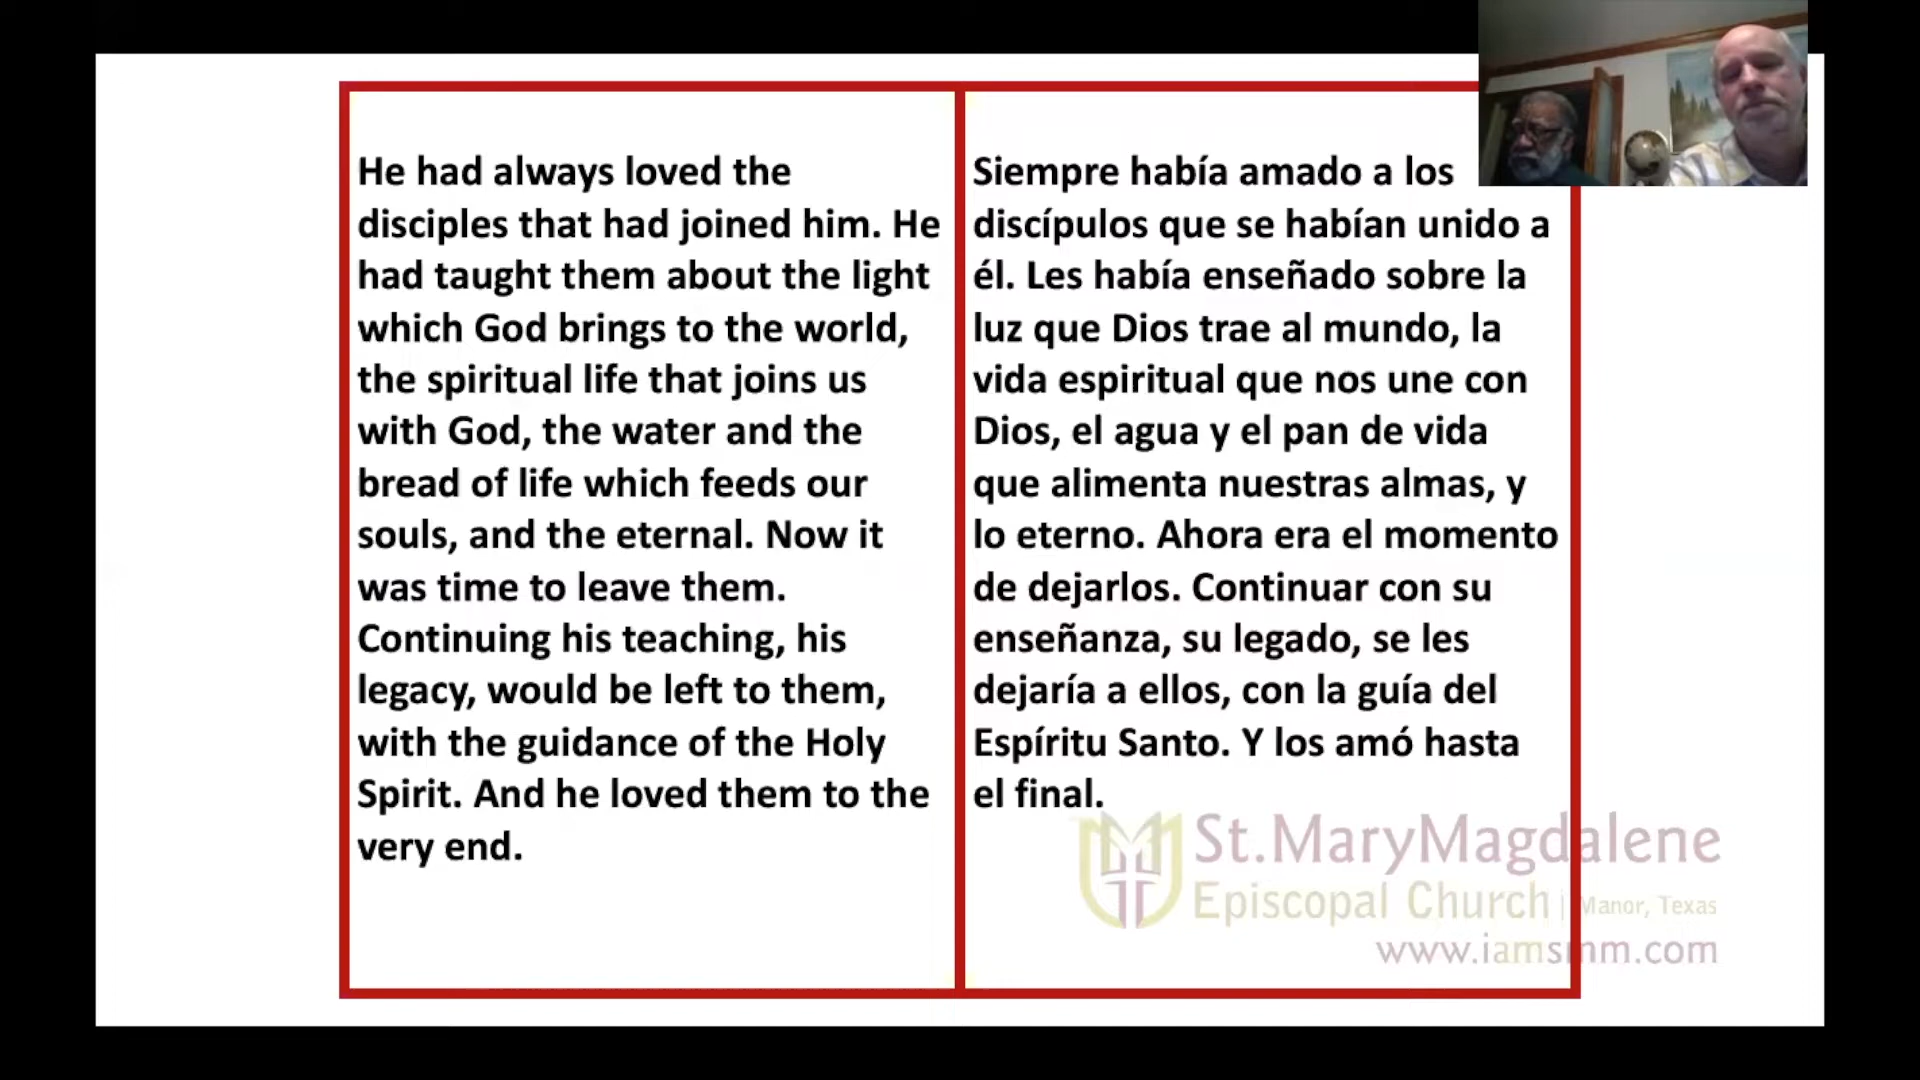 He had always loved the
disciples that had joined him. He
had taught them about the light
which God brings to the world,
the spiritual life that joins us
with God, the water and the
bread of life which feeds our
souls, and the eternal. Now it
was time to leave them.
Continuing his teaching, his
legacy, would be left to them,
with the guidance of the Holy
Spirit. And he loved them to the
very end.
Siempre había amado a los
discípulos que se habían unido a
él. Les había enseñado sobre la
luz que Dios trae al mundo, la
vida espiritual que nos une con
Dios, el agua y el pan de vida
que alimenta nuestras almas, y
lo eterno. Ahora era el momento
de dejarlos. Continuar con su
enseñanza, su legado, se les
dejaría a ellos, con la guía del
Espíritu Santo. Y los amó hasta
el final.
St.MaryMagdalene
Episcopal Church | Manor, Texas
www.iamsmm.com